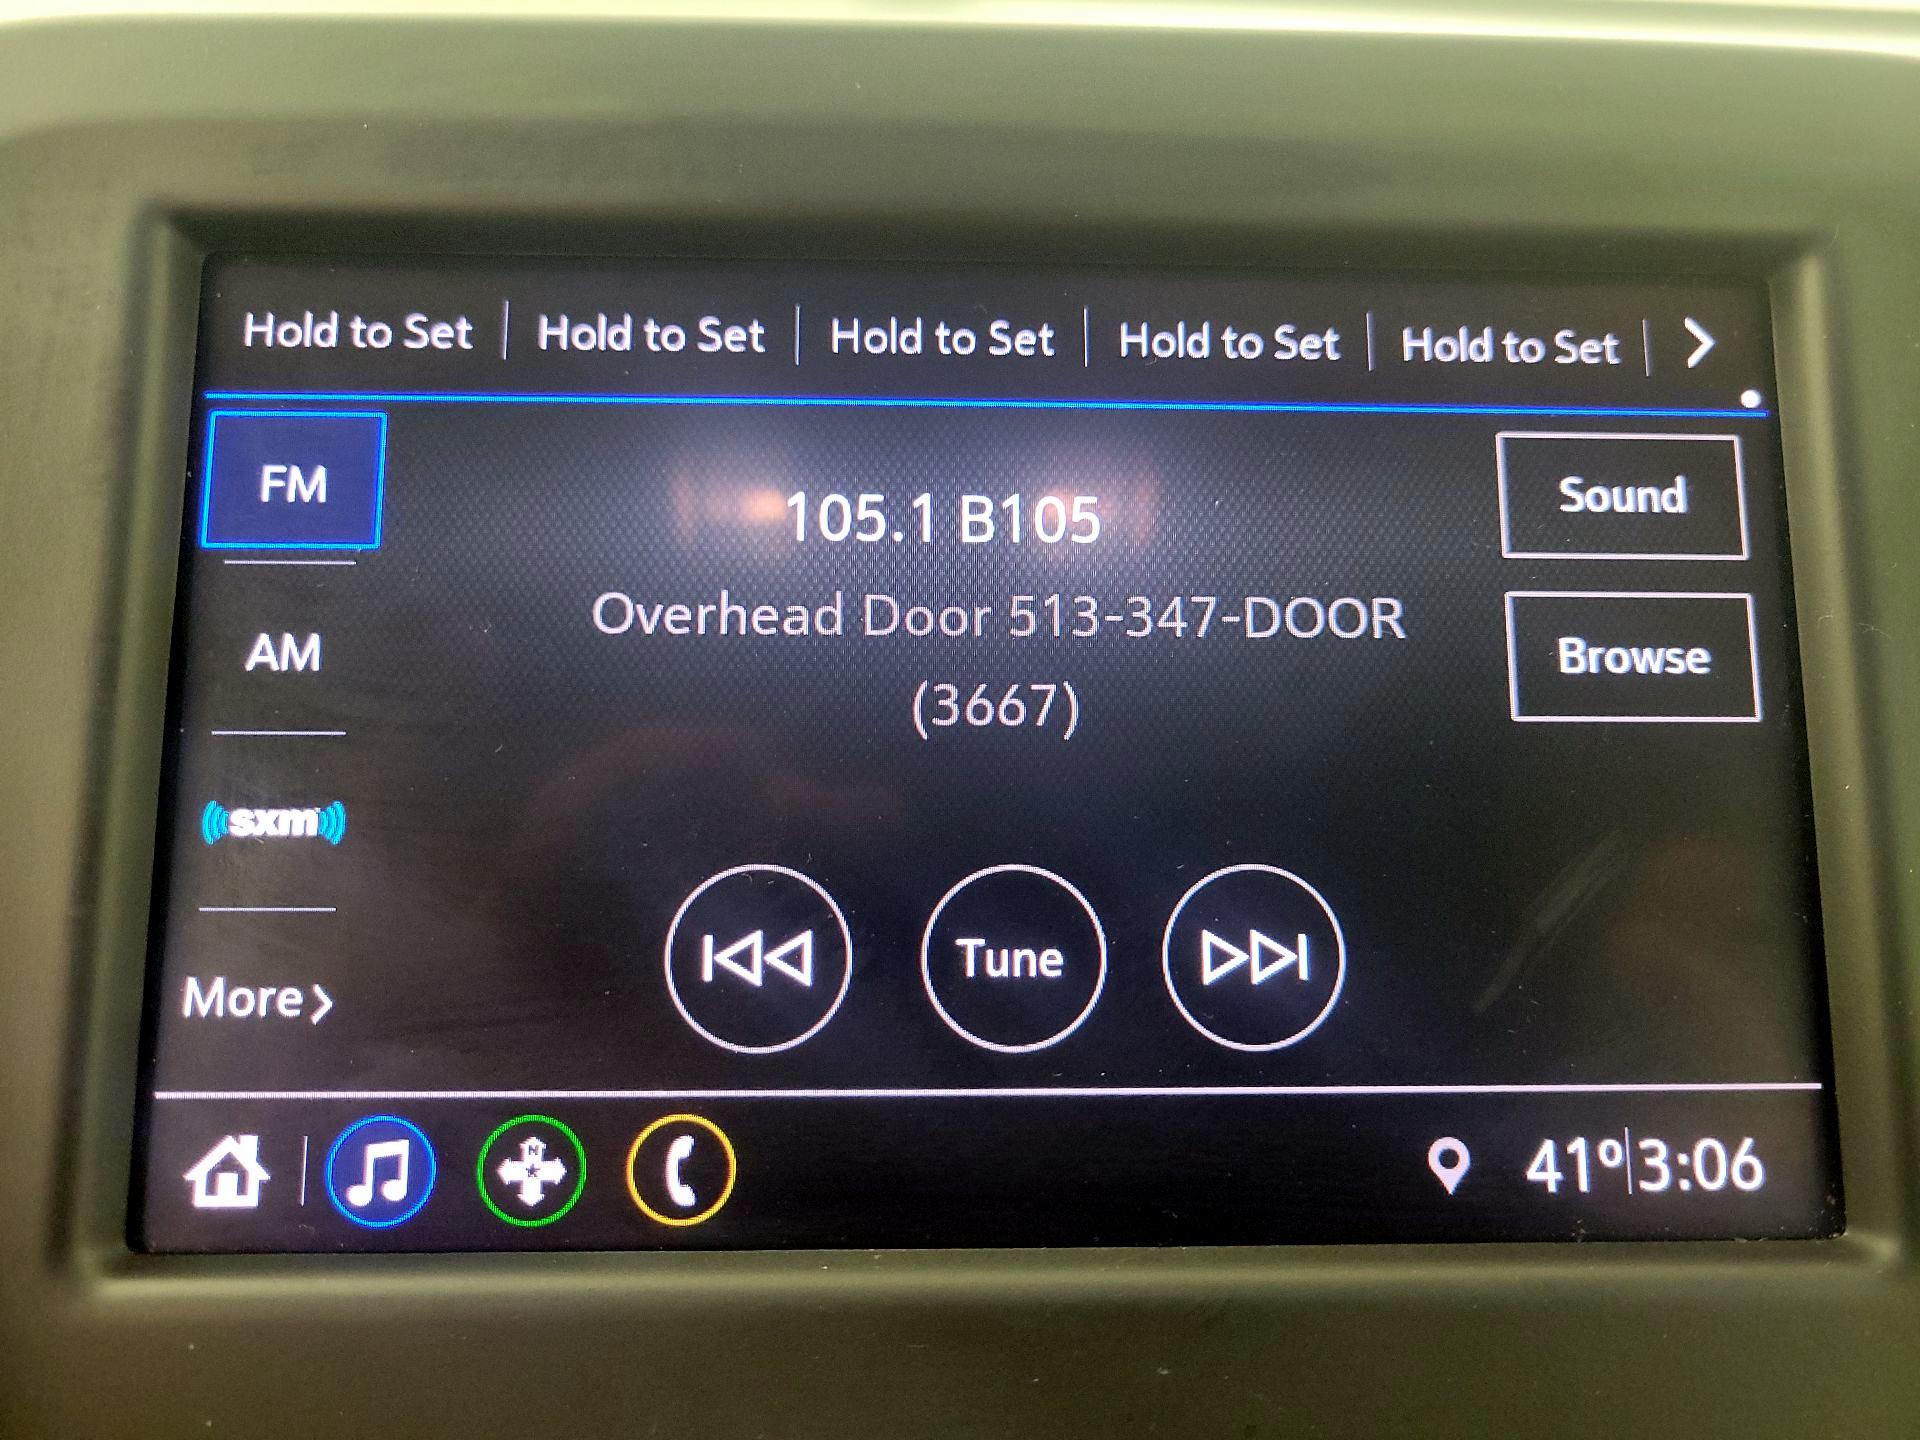 Hold to Set Hold to Set Hold to Set Hold to Set Hold to Set
FM
105.1 B105
Sound
Overhead Door 513-347-DOOR
(3667)
AM
Browse
sxm
More
Tune
N
41º 3:06